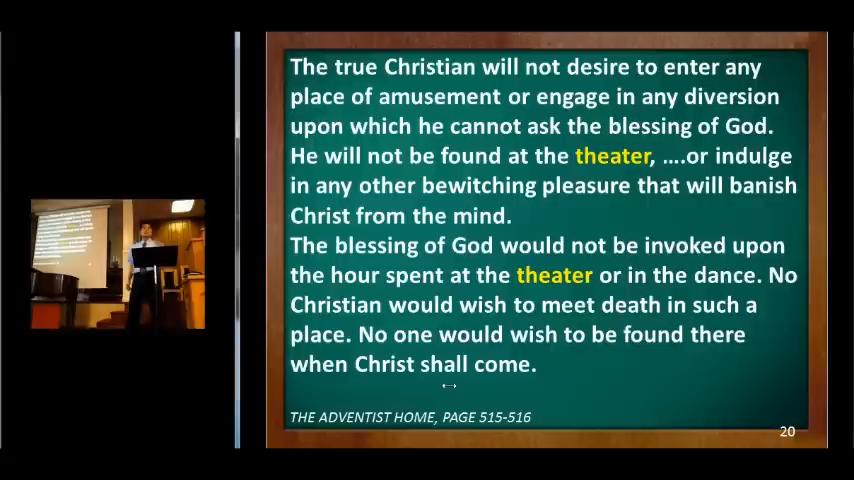 The true Christian will not desire to enter any
place of amusement or engage in any diversion
upon which he cannot ask the blessing of God.
He will not be found at the theater, ....or indulge
in any other bewitching pleasure that will banish
Christ from the mind.
The blessing of God would not be invoked upon
the hour spent at the theater or in the dance. No
Christian would wish to meet death in such a
place. No one would wish to be found there
when Christ shall come.
THE ADVENTIST HOME, PAGE 515-516
20